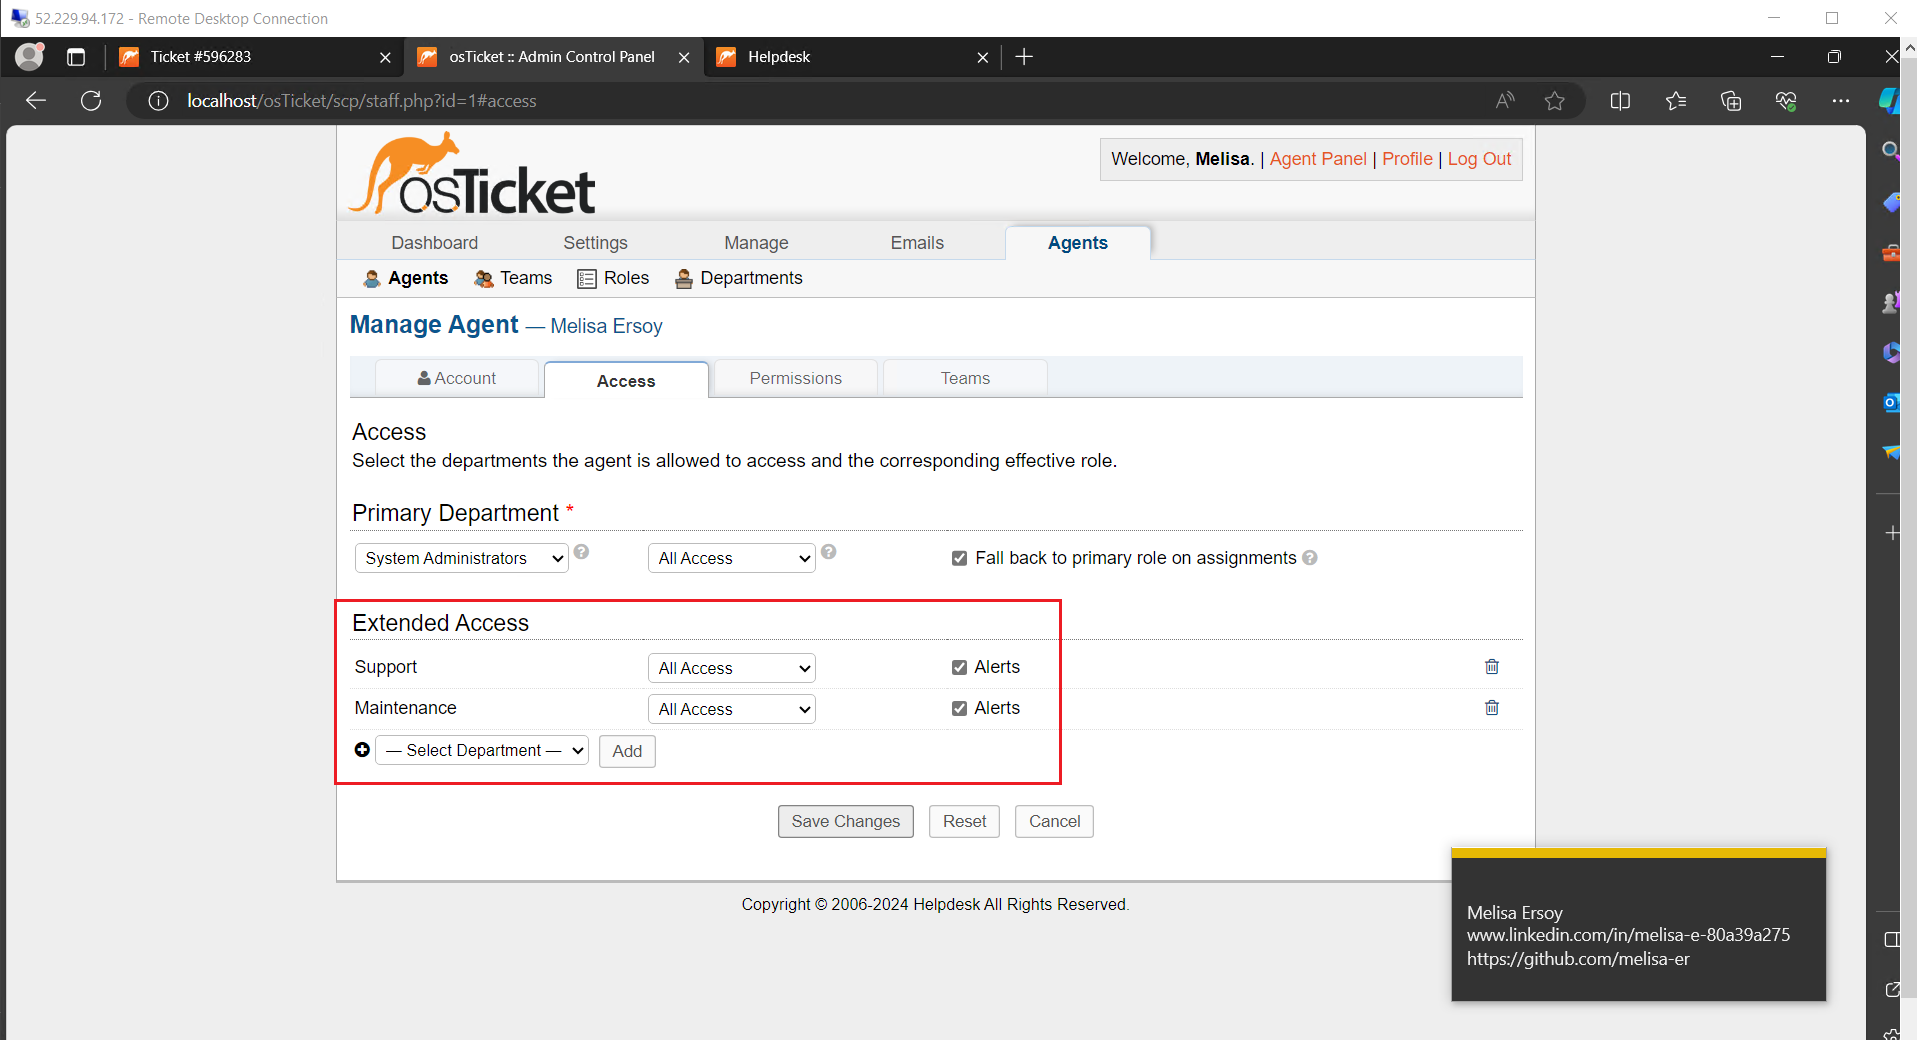 52.229.94.172 - Remote Desktop Connection
Ticket #596283
osTicket :: Admin Control Panel
Helpdesk
localhost/osTicket/scp/staff.php?id=1#access
osTicket
Welcome, Melisa. | Agent Panel | Profile | Log Out
Dashboard Settings Manage Emails Agents
Agents Teams Roles Departments
Manage Agent — Melisa Ersoy
Account Access Permissions Teams
Access
Select the departments the agent is allowed to access and the corresponding effective role.
Primary Department *
System Administrators All Access Fall back to primary role on assignments
Extended Access
Support All Access Alerts
Maintenance All Access Alerts
— Select Department — Add
Save Changes Reset Cancel
Copyright © 2006-2024 Helpdesk All Rights Reserved.
Melisa Ersoy
www.linkedin.com/in/melisa-e-80a39a275
https://github.com/melisa-er